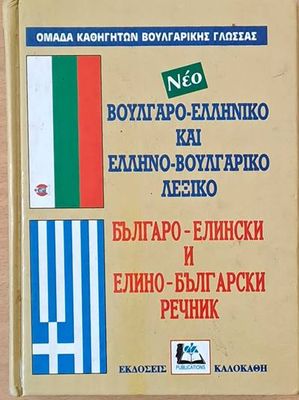 ΟΜΑΔΑ ΚΑΘΗΓΗΤΩΝ ΒΟΥΛΓΑΡΙΚΗΣ ΓΛΩΣΣΑΣ
Νέο
ΒΟΥΛΓΑΡΟ-ΕΛΛΗΝΙΚΟ
ΚΑΙ
ΕΛΛΗΝΟ-ΒΟΥΛΓΑΡΙΚΟ
ΛΕΞΙΚΟ
БЪЛГАРО-ЕЛИНСКИ
И
ЕЛИНО-БЪЛГАРСКИ
РЕЧНИК
ΕΚΔΟΣΕΙΣ PUBLICATIONS ΚΑΛΟΚΑΘΗ